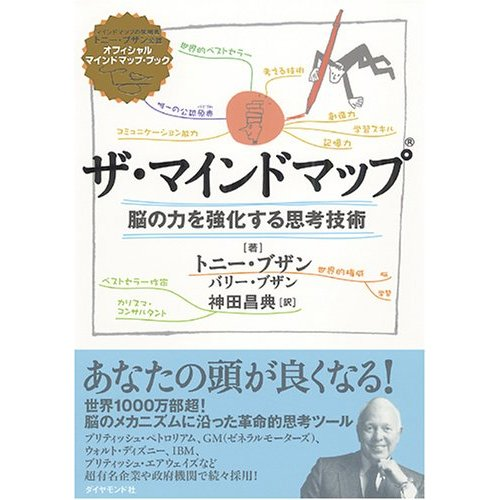 マインドマップの発明者
トニー・ブザン公認
オフィシャル
マインドマップ・ブック
世界的ベストセラー
考える技術
唯一の公認原典
コミュニケーション能力
創造力
学習スキル
記憶力
ザ・マインドマップ®
脳の力を強化する思考技術
[著]
トニー・ブザン
バリー・ブザン
神田昌典[訳]
世界的権威
脳
学習
ベストセラー作家
カリスマ・
コンサルタント
あなたの頭が良くなる!
世界1000万部超!
脳のメカニズムに沿った革命的思考ツール
ブリティッシュ・ペトロリアム、GM(ゼネラルモーターズ)、
ウォルト・ディズニー、IBM、
ブリティッシュ・エアウェイズなど
超有名企業や政府機関で続々採用!
ダイヤモンド社